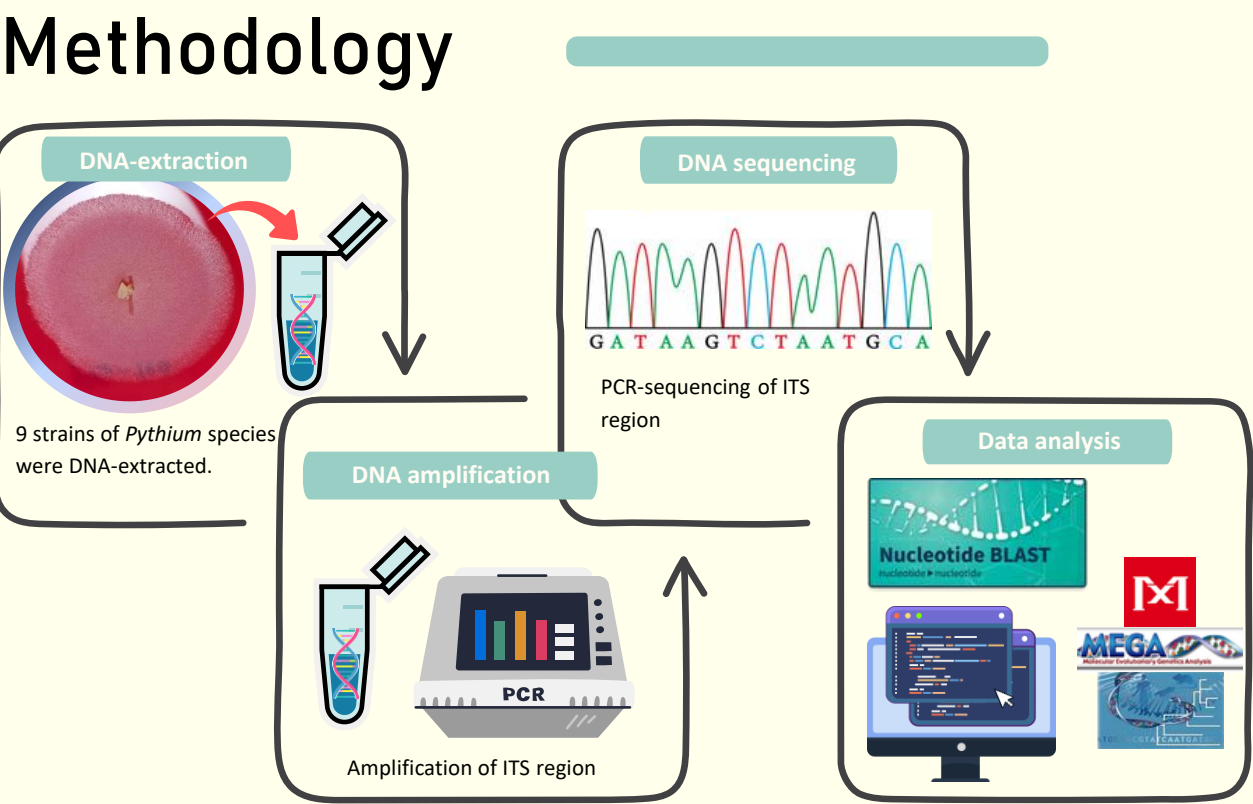 Methodology
DNA-extraction
9 strains of Pythium species
were DNA-extracted.
DNA amplification
PCR
Amplification of ITS region
DNA sequencing
G A T A A G T C T A A T G C A
PCR-sequencing of ITS
region
Data analysis
Nucleotide BLAST
nucleotide ▸ nucleotide
MEGA
Molecular Evolutionary Genetics Analysis